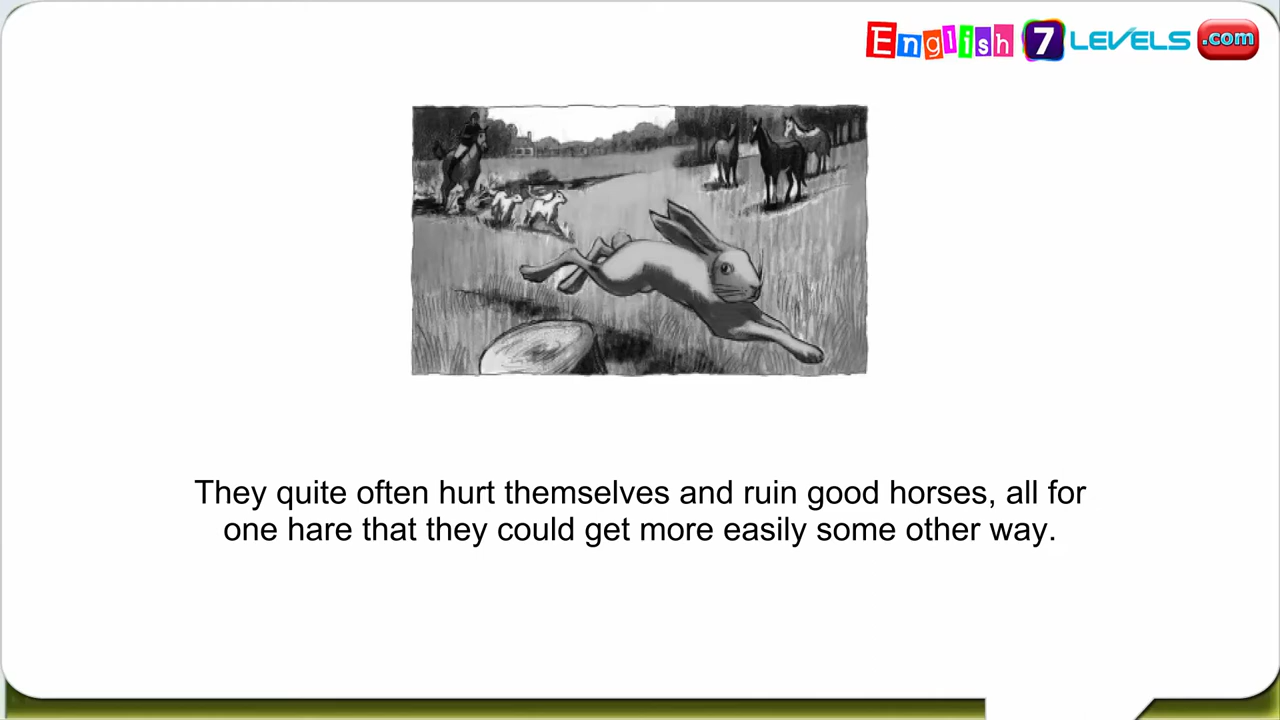 English 7 LEVELS .com
They quite often hurt themselves and ruin good horses, all for
one hare that they could get more easily some other way.